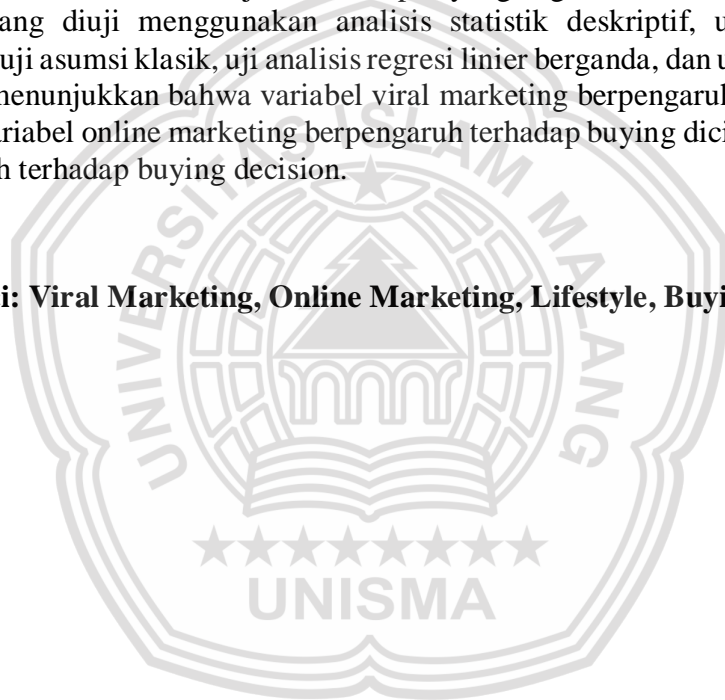 ang diuji menggunakan analisis statistik deskriptif, u
uji asumsi klasik, uji analisis regresi linier berganda, dan u
menunjukkan bahwa variabel viral marketing berpengaruh
ariabel online marketing berpengaruh terhadap buying dici
h terhadap buying decision.
i: Viral Marketing, Online Marketing, Lifestyle, Buyi
UNIVERSITAS ISLAM MALANG
UNISMA